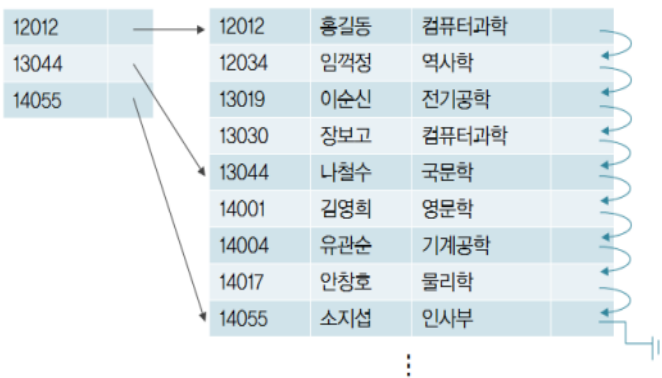 12012
13044
14055
12012 홍길동 컴퓨터과학
12034 임꺽정 역사학
13019 이순신 전기공학
13030 장보고 컴퓨터과학
13044 나철수 국문학
14001 김영희 영문학
14004 유관순 기계공학
14017 안창호 물리학
14055 소지섭 인사부
⋮